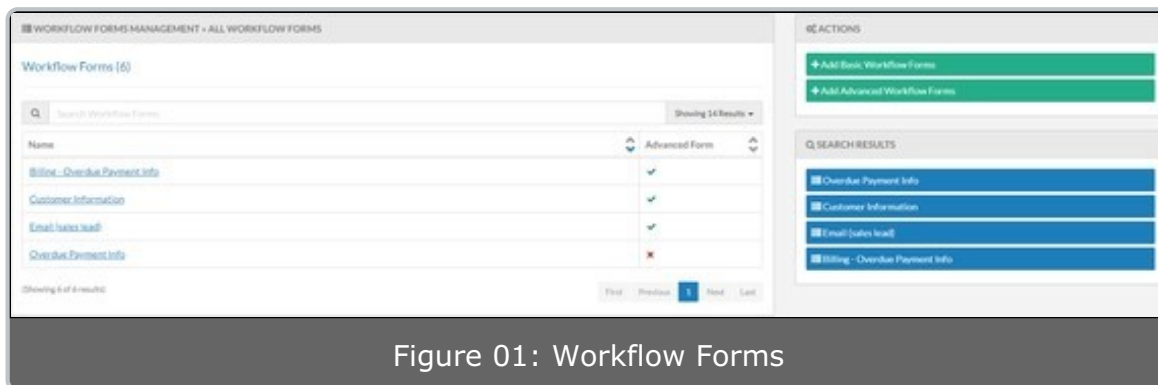 WORKFLOW FORMS MANAGEMENT » ALL WORKFLOW FORMS
Workflow Forms (6)
Search Workflow Forms
Showing 14 Results
Name
Advanced Form
Billing - Overdue Payment Info
Customer Information
Email (sales lead)
Overdue Payment Info
(Showing 6 of 6 results)
First Previous 1 Next Last
ACTIONS
+ Add Basic Workflow Forms
+ Add Advanced Workflow Forms
SEARCH RESULTS
Overdue Payment Info
Customer Information
Email (sales lead)
Billing - Overdue Payment Info
Figure 01: Workflow Forms